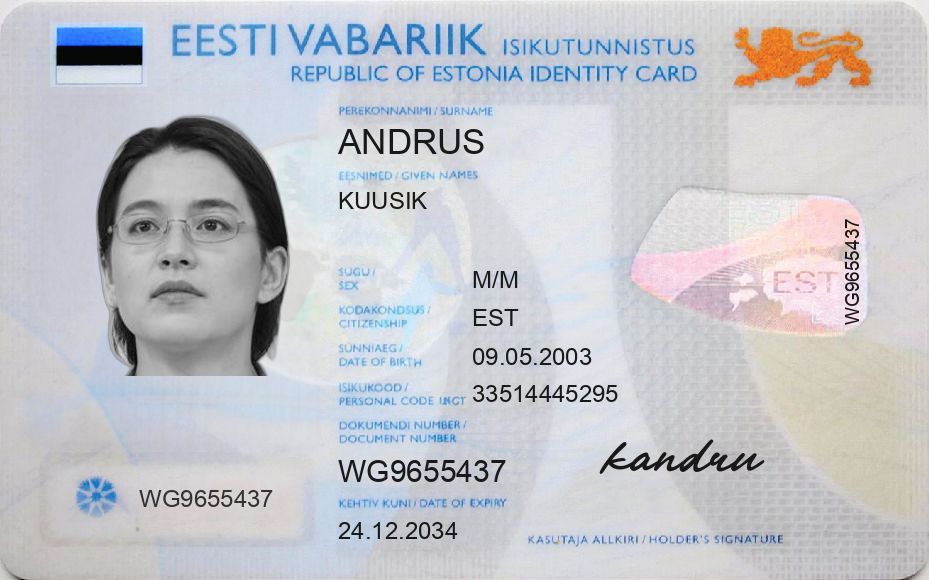 EESTI VABARIIK ISIKUTUNNISTUS
REPUBLIC OF ESTONIA IDENTITY CARD
PEREKONNANIMI / SURNAME
ANDRUS
EESNIMED / GIVEN NAMES
KUUSIK
SUGU /
SEX
M/M
KODAKONDSUS /
CITIZENSHIP
EST
SÜNNIAEG /
DATE OF BIRTH
09.05.2003
ISIKUKOOD /
PERSONAL CODE
33514445295
DOKUMENDI NUMBER /
DOCUMENT NUMBER
WG9655437
KEHTIV KUNI / DATE OF EXPIRY
24.12.2034
WG9655437
EST
WG9655437
kandru
KASUTAJA ALLKIRI / HOLDER'S SIGNATURE